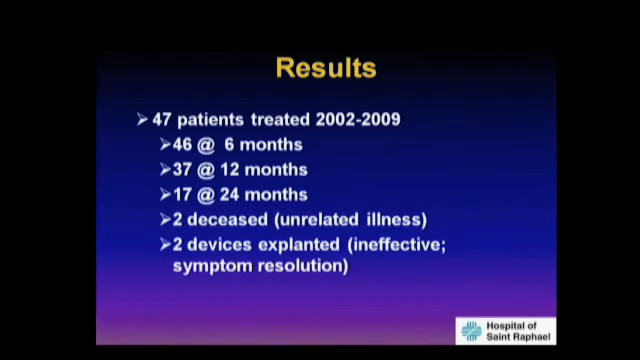 Results
➢ 47 patients treated 2002-2009
➢46 @ 6 months
➢37 @ 12 months
➢17 @ 24 months
➢2 deceased (unrelated illness)
➢2 devices explanted (ineffective;
symptom resolution)
Hospital of
Saint Raphael